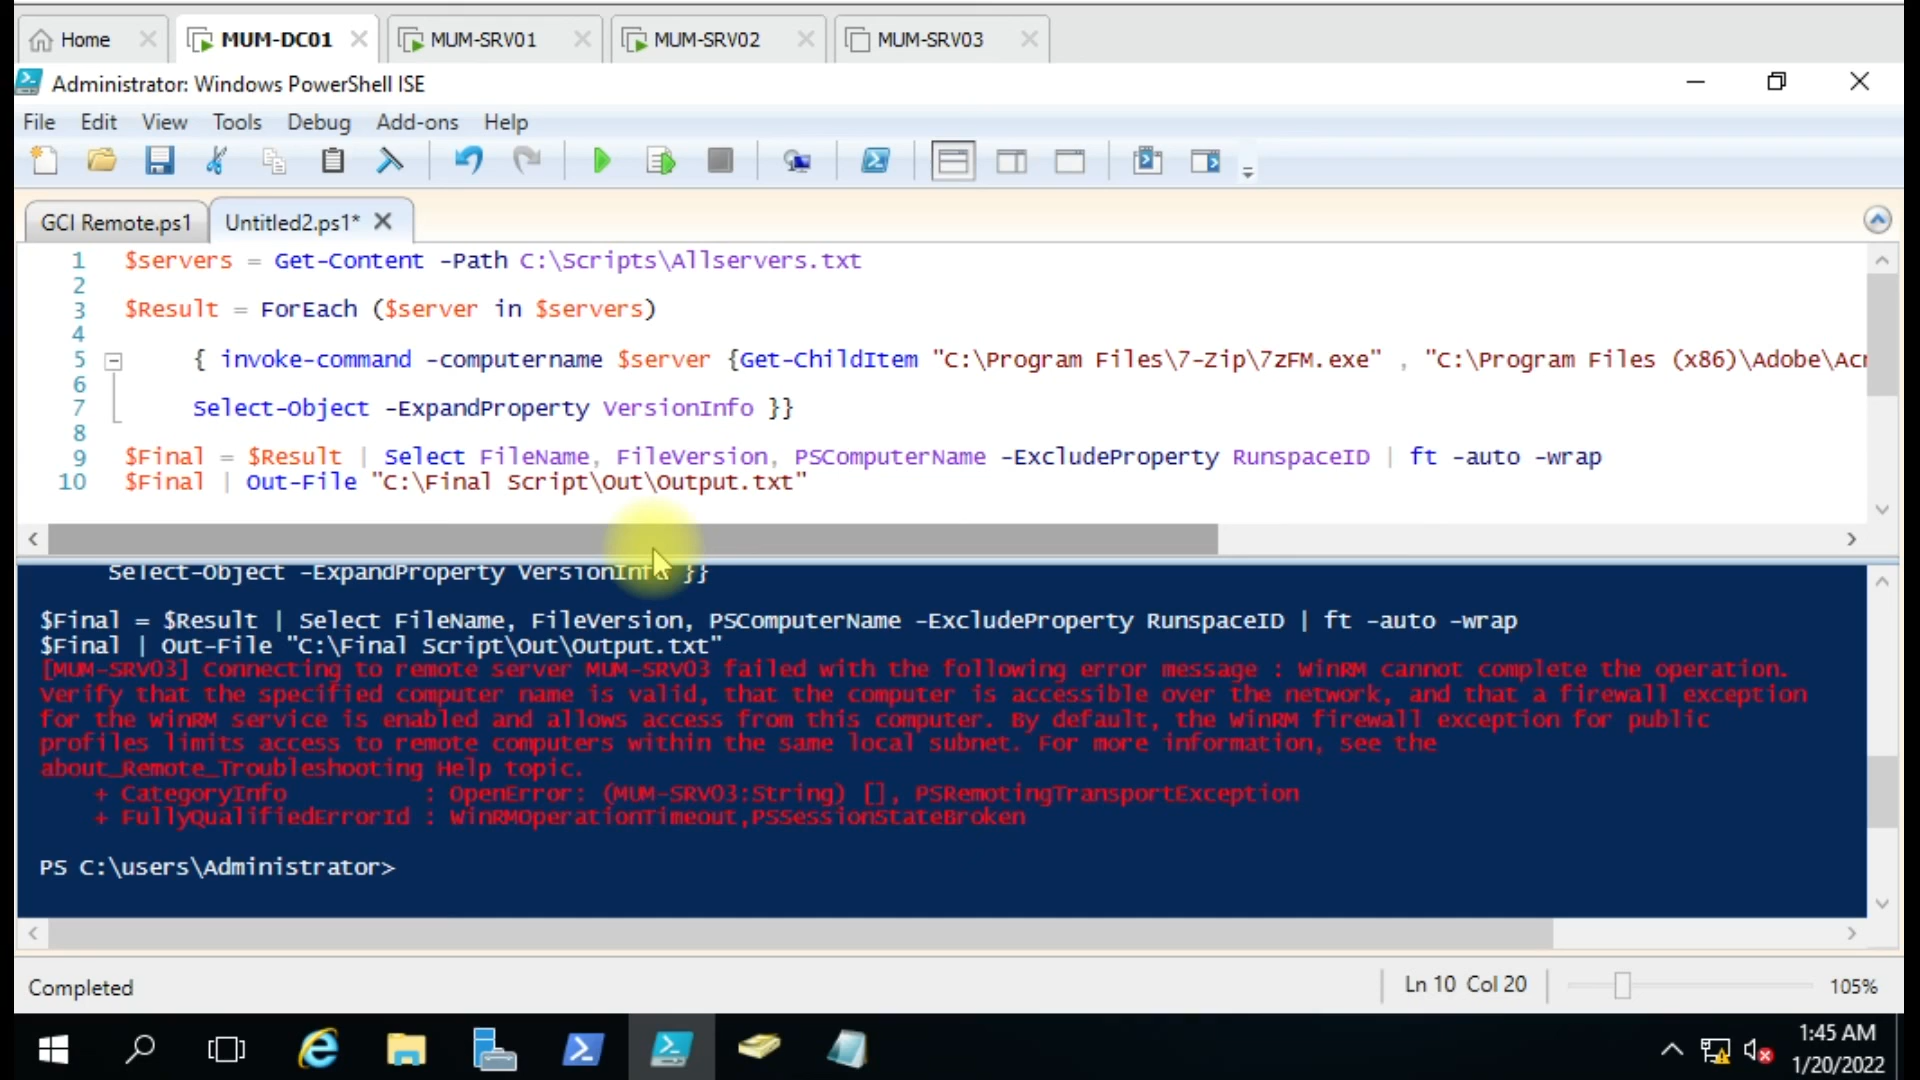 Home
MUM-DC01
MUM-SRV01
MUM-SRV02
MUM-SRV03
Administrator: Windows PowerShell ISE
File Edit View Tools Debug Add-ons Help
GCI Remote.ps1
Untitled2.ps1*
1 $servers = Get-Content -Path C:\Scripts\Allservers.txt
2
3 $Result = ForEach ($server in $servers)
4
5 { invoke-command -computername $server {Get-ChildItem "C:\Program Files\7-Zip\7zFM.exe" , "C:\Program Files (x86)\Adobe\Acr
6
7 Select-Object -ExpandProperty VersionInfo }}
8
9 $Final = $Result | Select FileName, FileVersion, PSComputerName -ExcludeProperty RunspaceID | ft -auto -wrap
10 $Final | Out-File "C:\Final Script\Out\Output.txt"
Select-Object -ExpandProperty VersionInfo }}
$Final = $Result | Select FileName, FileVersion, PSComputerName -ExcludeProperty RunspaceID | ft -auto -wrap
$Final | Out-File "C:\Final Script\Out\Output.txt"
[MUM-SRV03] Connecting to remote server MUM-SRV03 failed with the following error message : WinRM cannot complete the operation.
Verify that the specified computer name is valid, that the computer is accessible over the network, and that a firewall exception
for the WinRM service is enabled and allows access from this computer. By default, the WinRM firewall exception for public
profiles limits access to remote computers within the same local subnet. For more information, see the
about_Remote_Troubleshooting Help topic.
+ CategoryInfo : OpenError: (MUM-SRV03:String) [], PSRemotingTransportException
+ FullyQualifiedErrorId : WinRMOperationTimeout,PSSessionStateBroken
PS C:\users\Administrator>
Completed
Ln 10 Col 20
105%
1:45 AM
1/20/2022